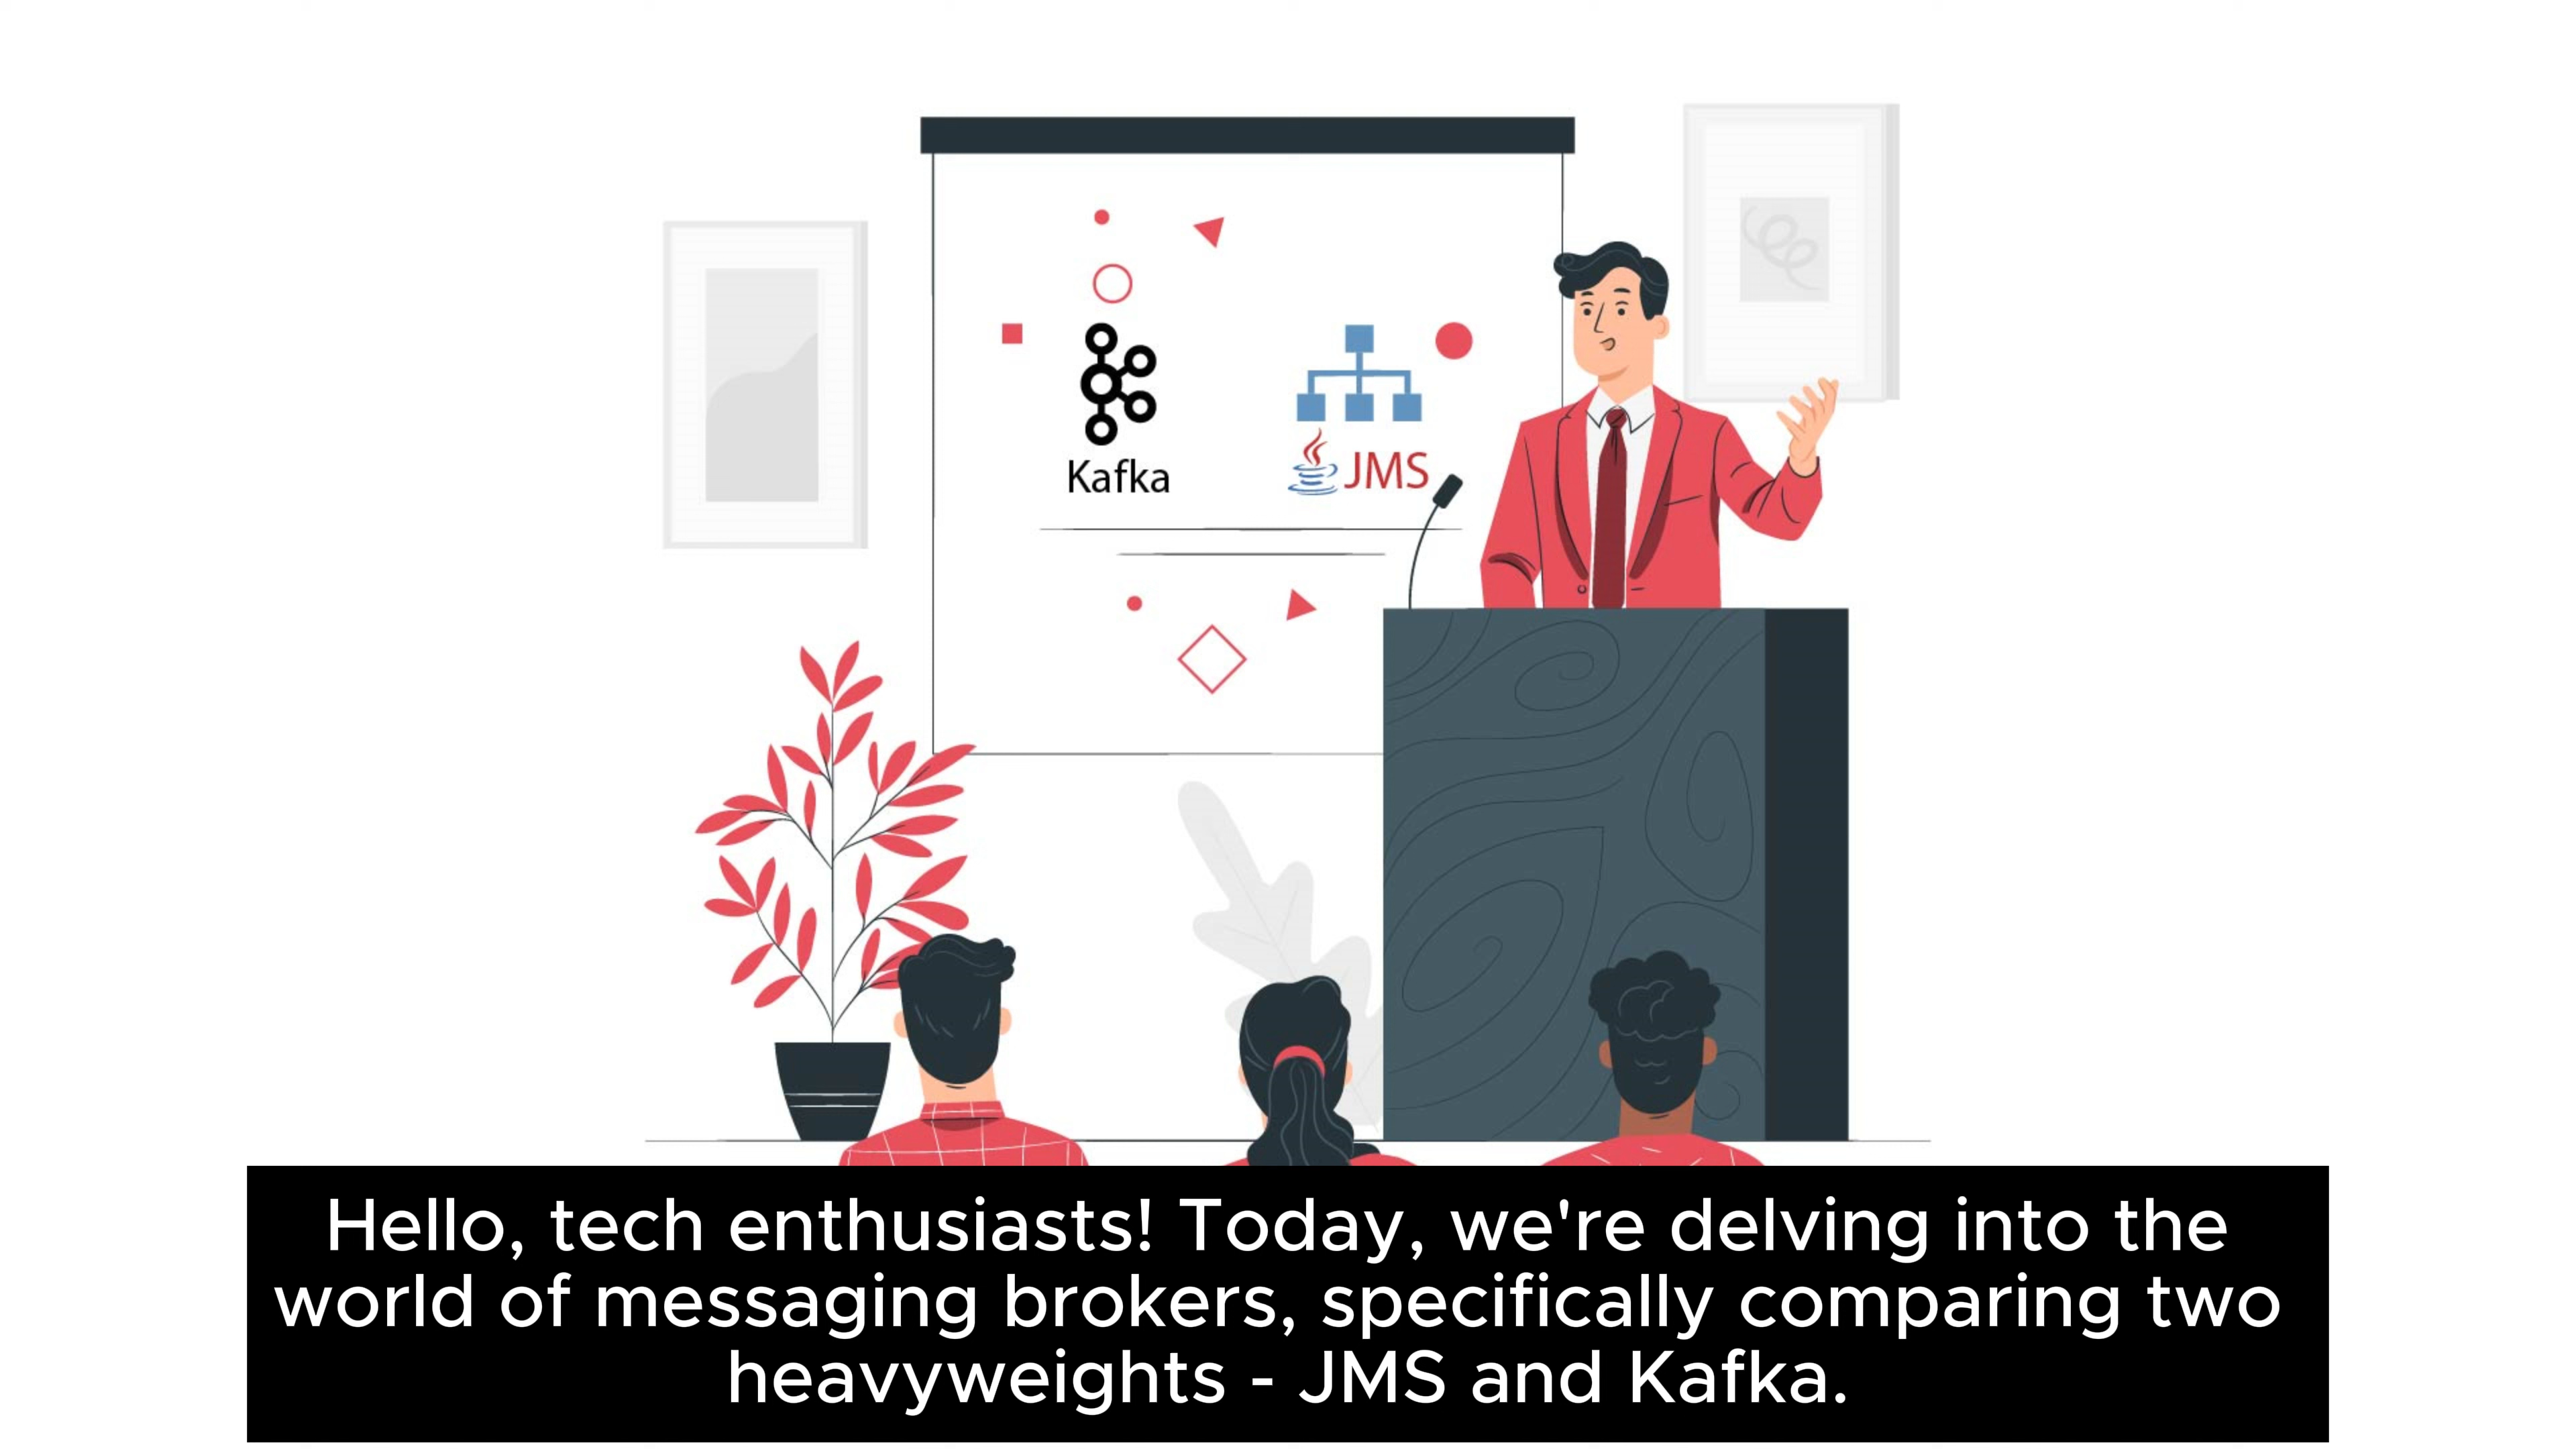 Kafka
JMS
Hello, tech enthusiasts! Today, we're delving into the
world of messaging brokers, specifically comparing two
heavyweights - JMS and Kafka.